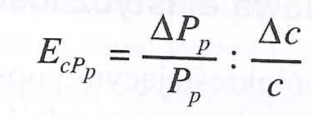 E_{cP_p} = \frac{\Delta P_p}{P_p} : \frac{\Delta c}{c}